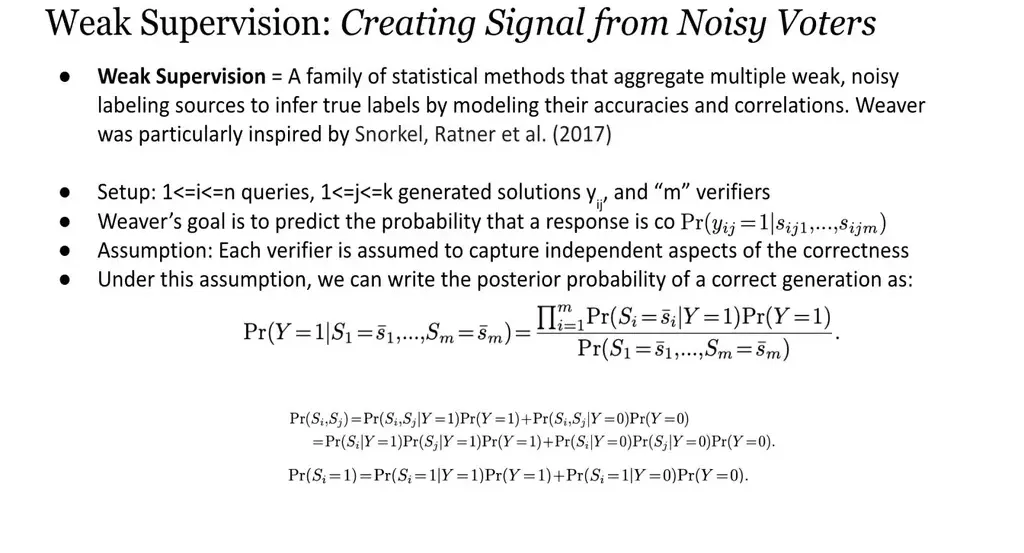 Weak Supervision: Creating Signal from Noisy Voters
● Weak Supervision = A family of statistical methods that aggregate multiple weak, noisy
labeling sources to infer true labels by modeling their accuracies and correlations. Weaver
was particularly inspired by Snorkel, Ratner et al. (2017)
● Setup: 1<=i<=n queries, 1<=j<=k generated solutions y_ij, and “m” verifiers
● Weaver’s goal is to predict the probability that a response is co Pr(y_ij=1|s_ij1,...,s_ijm)
● Assumption: Each verifier is assumed to capture independent aspects of the correctness
● Under this assumption, we can write the posterior probability of a correct generation as:
Pr(Y=1|S_1=s̄_1,...,S_m=s̄_m)= ∏_{i=1}^m Pr(S_i=s̄_i|Y=1)Pr(Y=1) / Pr(S_1=s̄_1,...,S_m=s̄_m) .
Pr(S_i,S_j)=Pr(S_i,S_j|Y=1)Pr(Y=1)+Pr(S_i,S_j|Y=0)Pr(Y=0)
=Pr(S_i|Y=1)Pr(S_j|Y=1)Pr(Y=1)+Pr(S_i|Y=0)Pr(S_j|Y=0)Pr(Y=0).
Pr(S_i=1)=Pr(S_i=1|Y=1)Pr(Y=1)+Pr(S_i=1|Y=0)Pr(Y=0).